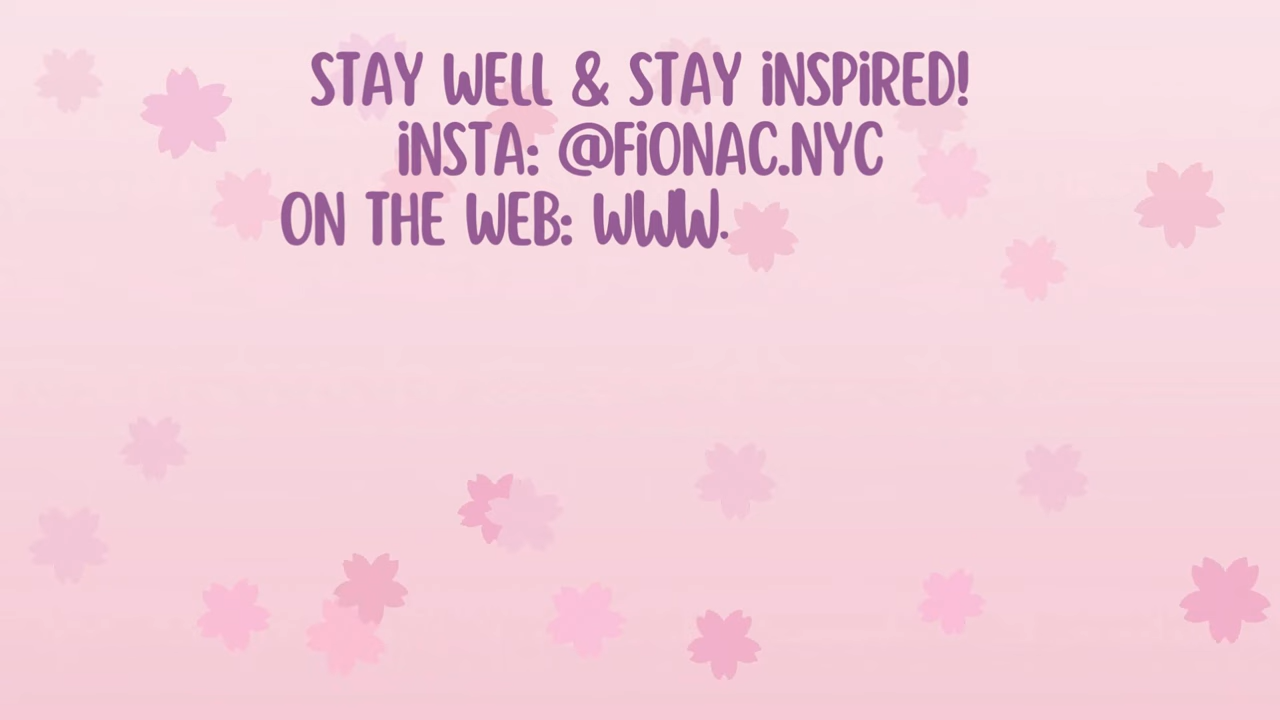 STAY WELL & STAY iNSPiRED!
iNSTA: @FiONAC.NYC
ON THE WEB: WWW.